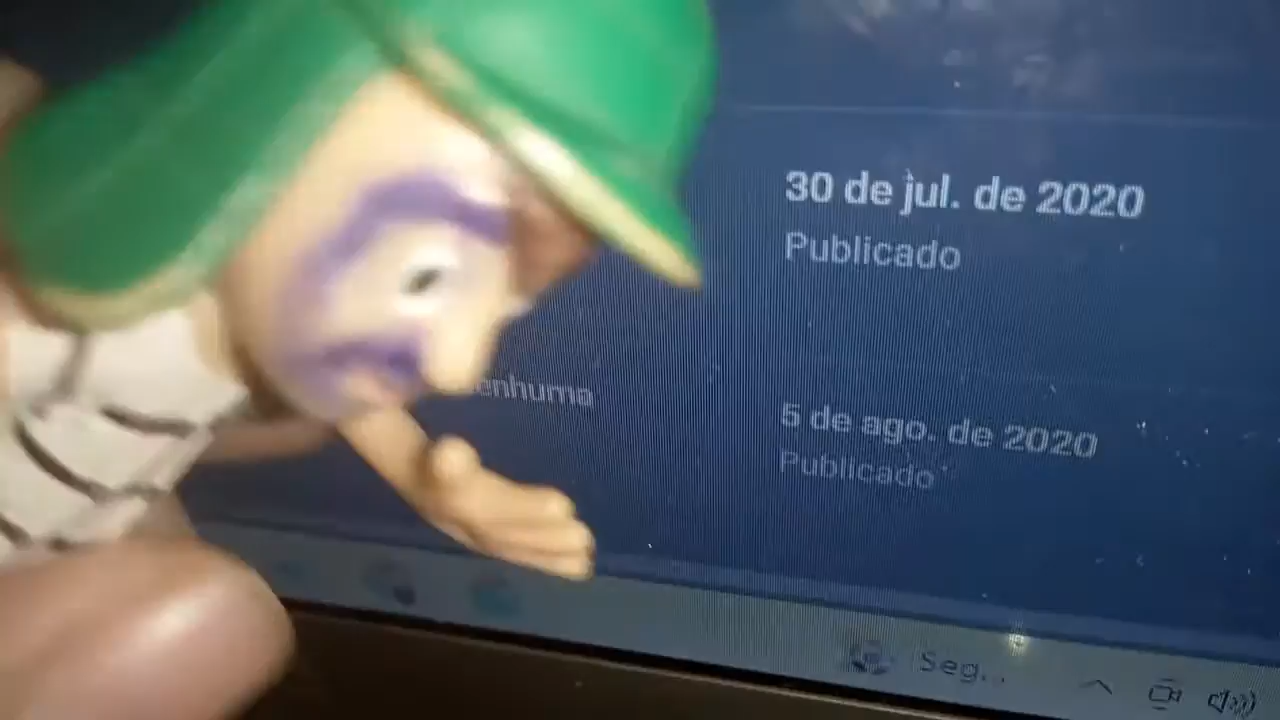 30 de jul. de 2020
Publicado
enhuma
5 de ago. de 2020
Publicado
Seg...